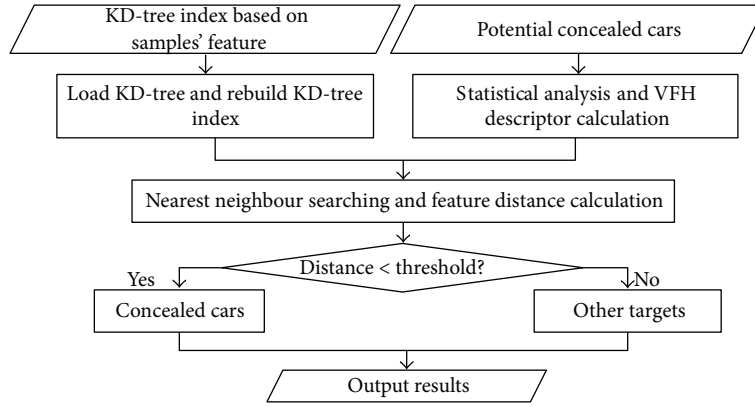 KD-tree index based on
samples' feature
Potential concealed cars
Load KD-tree and rebuild KD-tree
index
Statistical analysis and VFH
descriptor calculation
Nearest neighbour searching and feature distance calculation
Distance < threshold?
Yes
No
Concealed cars
Other targets
Output results